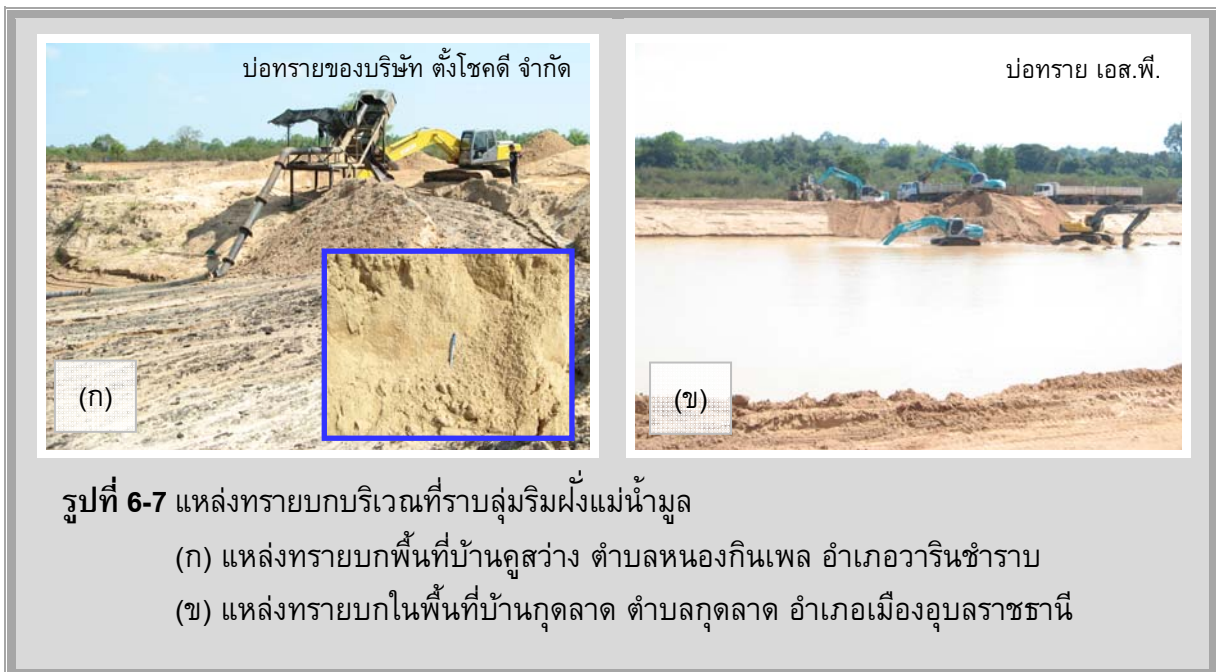 บ่อทรายของบริษัท ตั้งโชคดี จำกัด
(ก)
บ่อทราย เอส.พี.
(ข)
รูปที่ 6-7 แหล่งทรายบกบริเวณที่ราบลุ่มริมฝั่งแม่น้ำมูล
(ก) แหล่งทรายบกพื้นที่บ้านคูสว่าง ตำบลหนองกินเพล อำเภอวารินชำราบ
(ข) แหล่งทรายบกในพื้นที่บ้านกุดลาด ตำบลกุดลาด อำเภอเมืองอุบลราชธานี